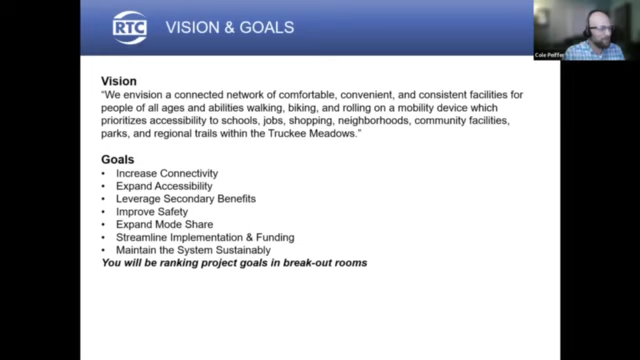 RTC
VISION & GOALS
Cole Peiffer
Vision
“We envision a connected network of comfortable, convenient, and consistent facilities for
people of all ages and abilities walking, biking, and rolling on a mobility device which
prioritizes accessibility to schools, jobs, shopping, neighborhoods, community facilities,
parks, and regional trails within the Truckee Meadows.”
Goals
• Increase Connectivity
• Expand Accessibility
• Leverage Secondary Benefits
• Improve Safety
• Expand Mode Share
• Streamline Implementation & Funding
• Maintain the System Sustainably
You will be ranking project goals in break-out rooms